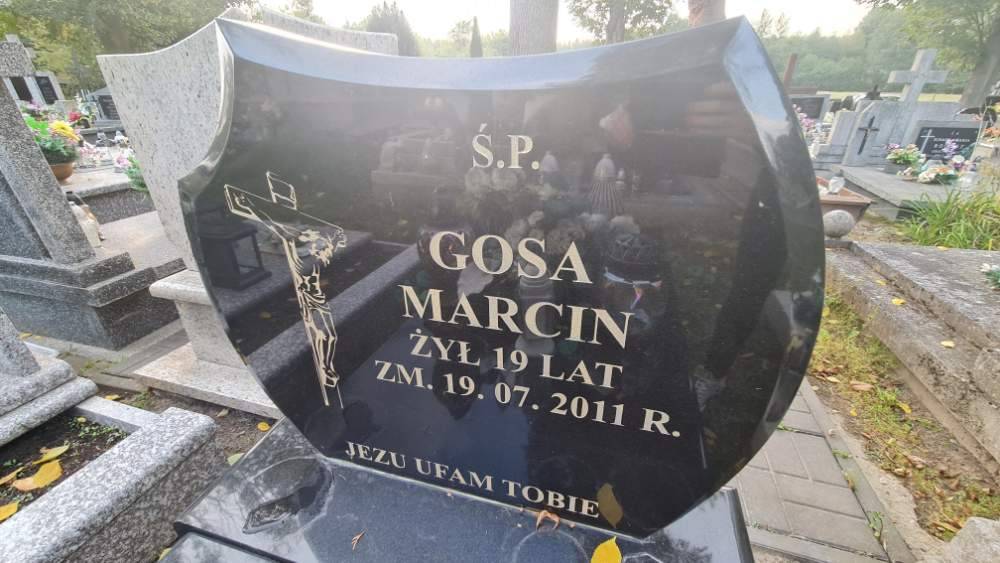 Ś.P.
GOSA
MARCIN
ŻYŁ 19 LAT
ZM. 19. 07. 2011 R.
JEZU UFAM TOBIE